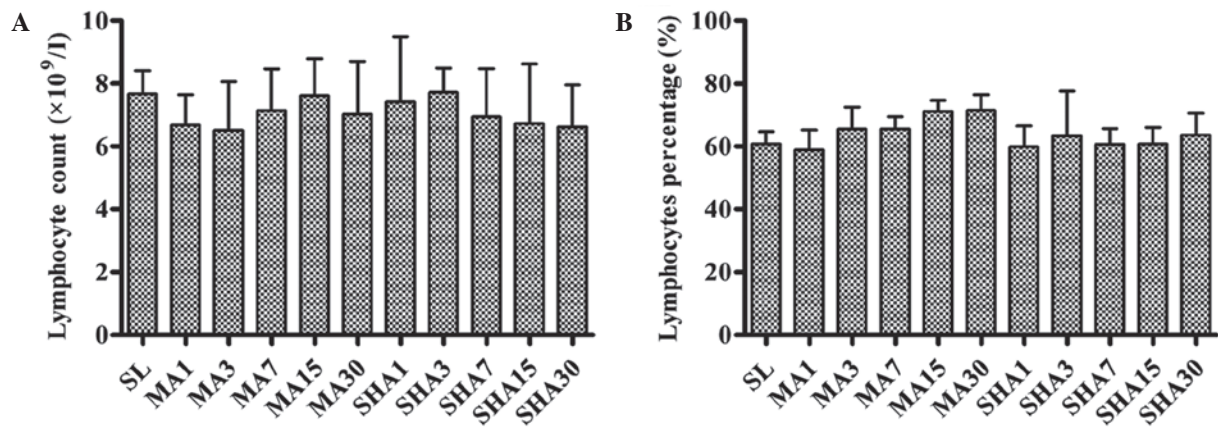 A
Lymphocyte count (×10⁹/l)
10
8
6
4
2
0
SL
MA1
MA3
MA7
MA15
MA30
SHA1
SHA3
SHA7
SHA15
SHA30
B
Lymphocytes percentage (%)
100
80
60
40
20
0
SL
MA1
MA3
MA7
MA15
MA30
SHA1
SHA3
SHA7
SHA15
SHA30